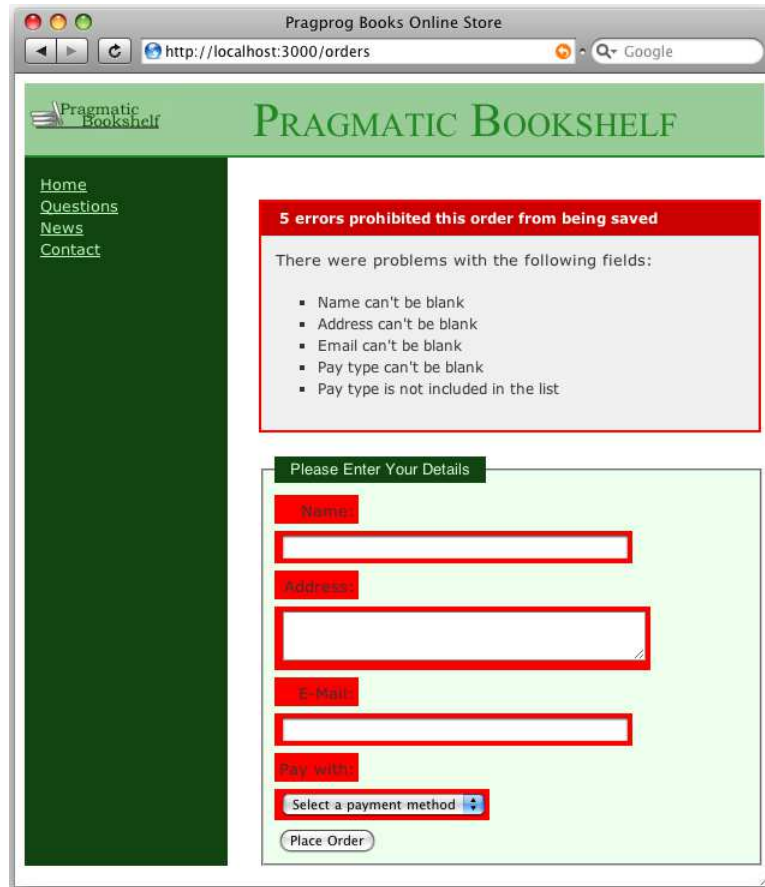 Pragprog Books Online Store
http://localhost:3000/orders
Google
Pragmatic
Bookshelf
PRAGMATIC BOOKSHELF
Home
Questions
News
Contact
5 errors prohibited this order from being saved
There were problems with the following fields:
Name can't be blank
Address can't be blank
Email can't be blank
Pay type can't be blank
Pay type is not included in the list
Please Enter Your Details
Name:
Address:
E-Mail:
Pay with:
Select a payment method
Place Order